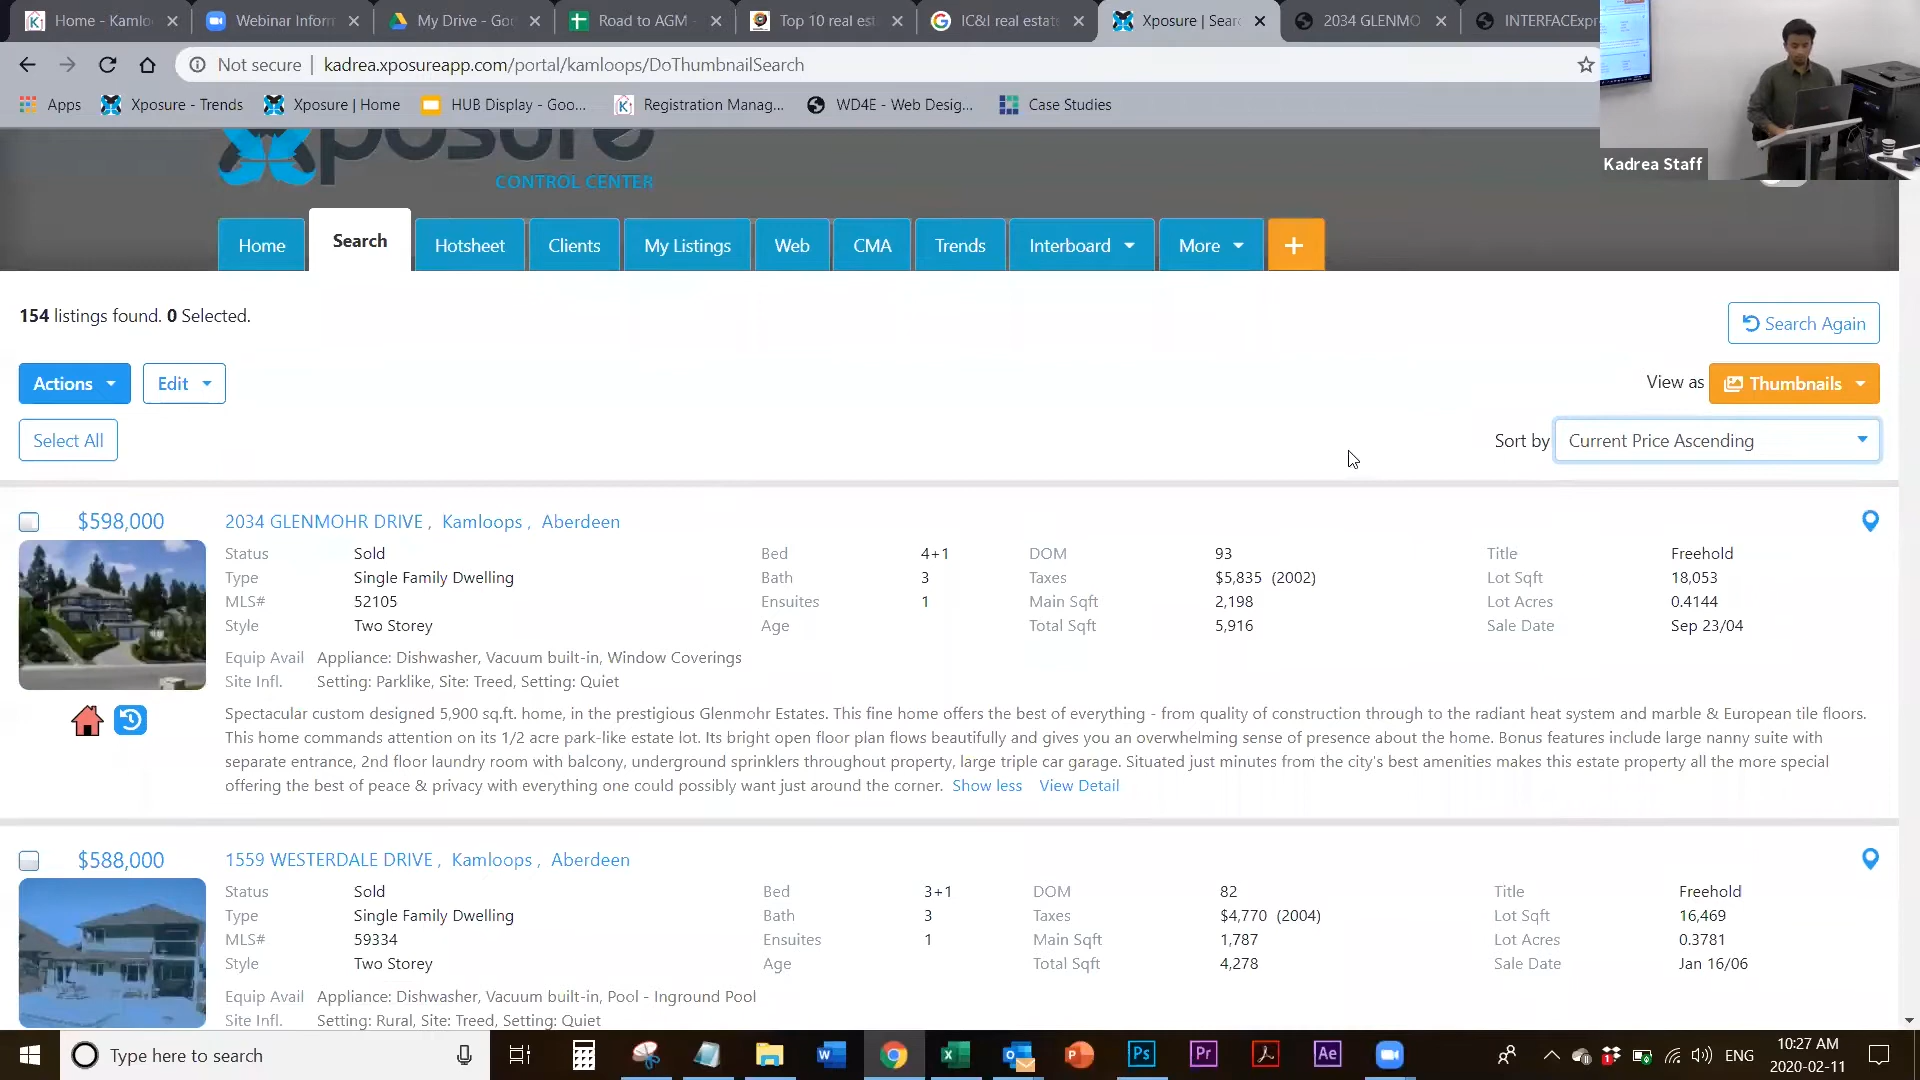 Home - Kamlo
Webinar Inforr
My Drive - Goo
Road to AGM -
Top 10 real est
IC&I real estate
Xposure | Sear
2034 GLENMO
INTERFACExpr
Not secure | kadrea.xposureapp.com/portal/kamloops/DoThumbnailSearch
Apps
Xposure - Trends
Xposure | Home
HUB Display - Goo...
Registration Manag...
WD4E - Web Desig...
Case Studies
Kadrea Staff
xposure
CONTROL CENTER
Home
Search
Hotsheet
Clients
My Listings
Web
CMA
Trends
Interboard
More
+
154 listings found. 0 Selected.
Search Again
Actions
Edit
View as Thumbnails
Select All
Sort by Current Price Ascending
$598,000
2034 GLENMOHR DRIVE , Kamloops , Aberdeen
Status Sold Bed 4+1 DOM 93 Title Freehold
Type Single Family Dwelling Bath 3 Taxes $5,835 (2002) Lot Sqft 18,053
MLS# 52105 Ensuites 1 Main Sqft 2,198 Lot Acres 0.4144
Style Two Storey Age Total Sqft 5,916 Sale Date Sep 23/04
Equip Avail Appliance: Dishwasher, Vacuum built-in, Window Coverings
Site Infl. Setting: Parklike, Site: Treed, Setting: Quiet
Spectacular custom designed 5,900 sq.ft. home, in the prestigious Glenmohr Estates. This fine home offers the best of everything - from quality of construction through to the radiant heat system and marble & European tile floors.
This home commands attention on its 1/2 acre park-like estate lot. Its bright open floor plan flows beautifully and gives you an overwhelming sense of presence about the home. Bonus features include large nanny suite with
separate entrance, 2nd floor laundry room with balcony, underground sprinklers throughout property, large triple car garage. Situated just minutes from the city's best amenities makes this estate property all the more special
offering the best of peace & privacy with everything one could possibly want just around the corner. Show less View Detail
$588,000
1559 WESTERDALE DRIVE , Kamloops , Aberdeen
Status Sold Bed 3+1 DOM 82 Title Freehold
Type Single Family Dwelling Bath 3 Taxes $4,770 (2004) Lot Sqft 16,469
MLS# 59334 Ensuites 1 Main Sqft 1,787 Lot Acres 0.3781
Style Two Storey Age Total Sqft 4,278 Sale Date Jan 16/06
Equip Avail Appliance: Dishwasher, Vacuum built-in, Pool - Inground Pool
Site Infl. Setting: Rural, Site: Treed, Setting: Quiet
Type here to search
Ps
Pr
Ae
ENG
10:27 AM
2020-02-11